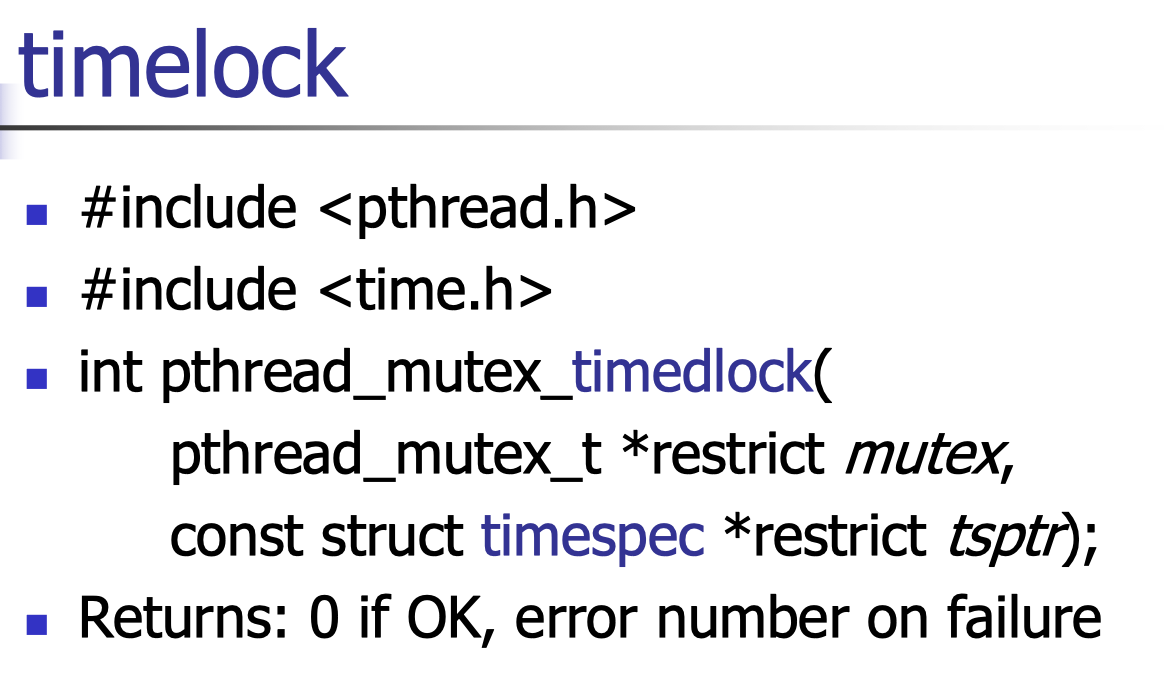 timelock
#include <pthread.h>
#include <time.h>
int pthread_mutex_timedlock(
pthread_mutex_t *restrict mutex,
const struct timespec *restrict tsptr);
Returns: 0 if OK, error number on failure